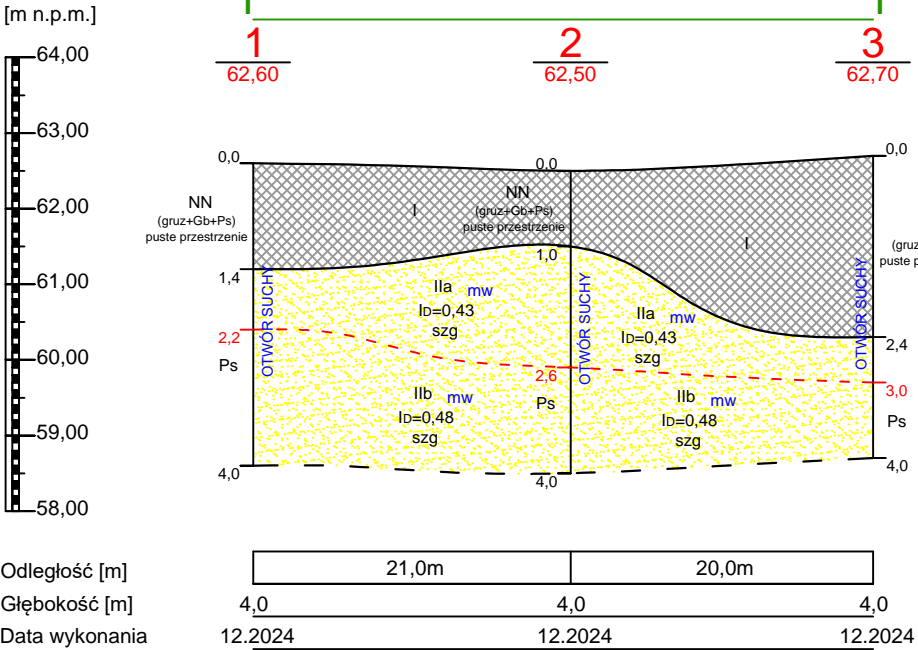 [m n.p.m.]
1 2 3
62,60 62,50 62,70
64,00
63,00
62,00
61,00
60,00
59,00
58,00
0,0 0,0 0,0
NN
(gruz+Gb+Ps)
puste przestrzenie
I
NN
(gruz+Gb+Ps)
puste przestrzenie
I
(gruz
puste p
1,4 1,0 2,4
OTWÓR SUCHY
OTWÓR SUCHY
OTWÓR SUCHY
IIa mw
ID=0,43
szg
IIa mw
ID=0,43
szg
2,2 2,6 3,0
Ps Ps Ps
IIb mw
ID=0,48
szg
IIb mw
ID=0,48
szg
4,0 4,0 4,0
Odległość [m] 21,0m 20,0m
Głębokość [m] 4,0 4,0 4,0
Data wykonania 12.2024 12.2024 12.2024